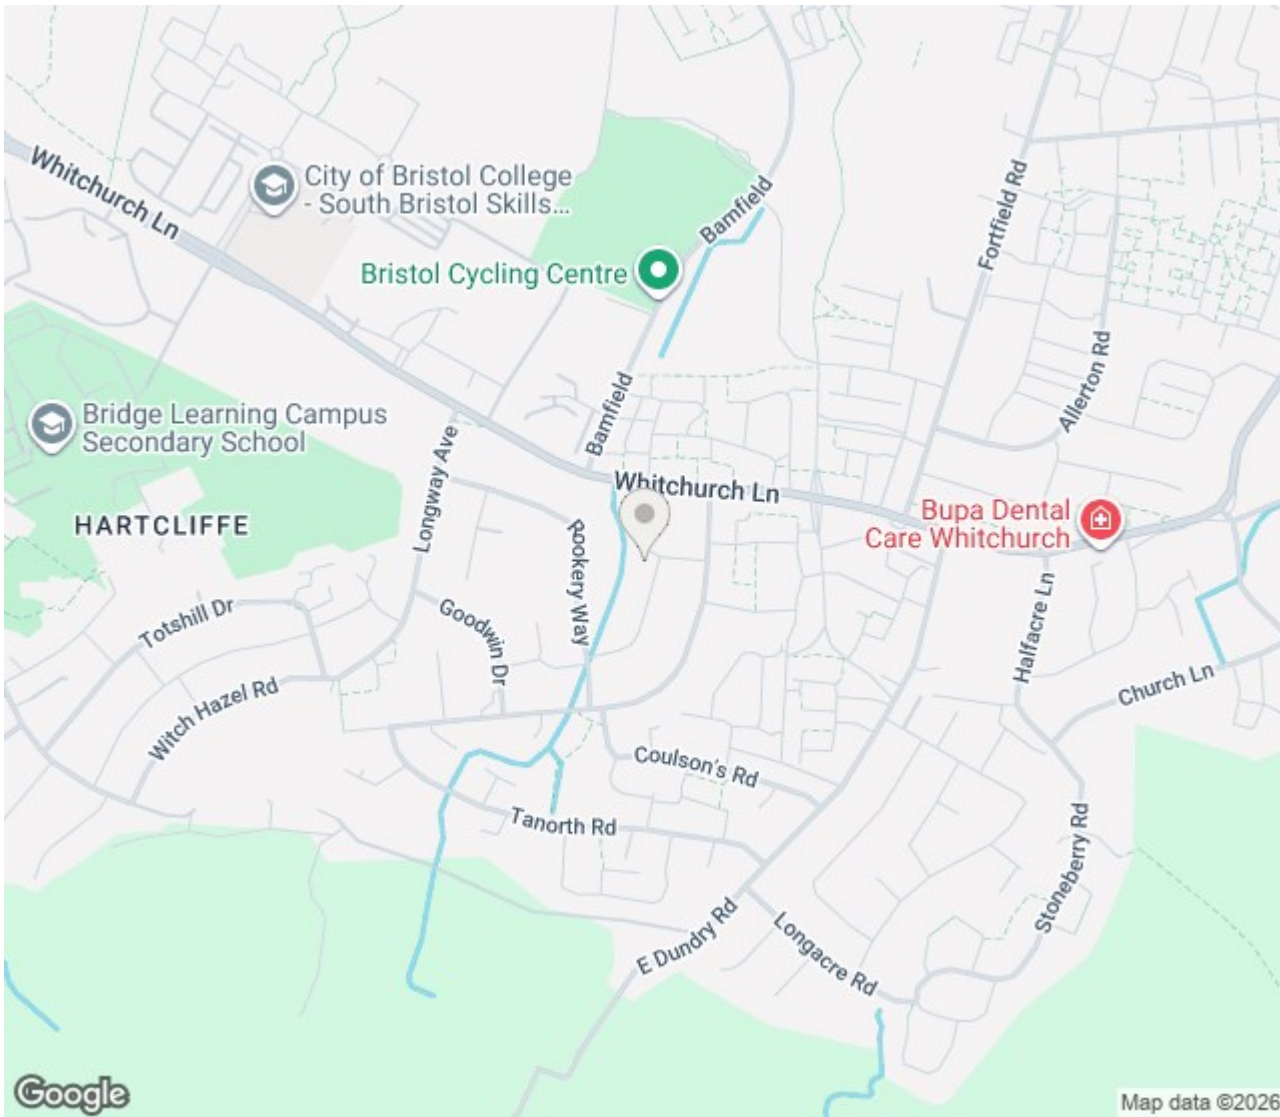 Whitchurch Ln
City of Bristol College
- South Bristol Skills...
Bamfield
Fortfield Rd
Bristol Cycling Centre
Allerton Rd
Bamfield
Bridge Learning Campus
Secondary School
Longway Ave
Whitchurch Ln
HARTCLIFFE
Bupa Dental
Care Whitchurch
Rookery Way
Totshill Dr
Goodwin Dr
Halfacre Ln
Church Ln
Witch Hazel Rd
Coulson's Rd
Tanorth Rd
Stoneberry Rd
E Dundry Rd
Longacre Rd
Google
Map data ©2026